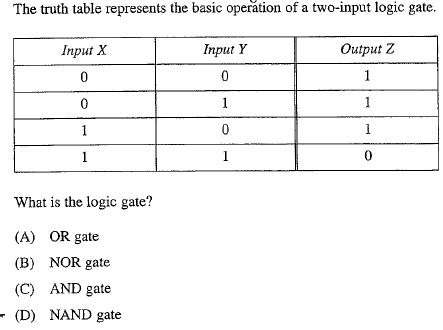 The truth table represents the basic operation of a two-input logic gate.
Input X Input Y Output Z
0 0 1
0 1 1
1 0 1
1 1 0
What is the logic gate?
(A) OR gate
(B) NOR gate
(C) AND gate
(D) NAND gate